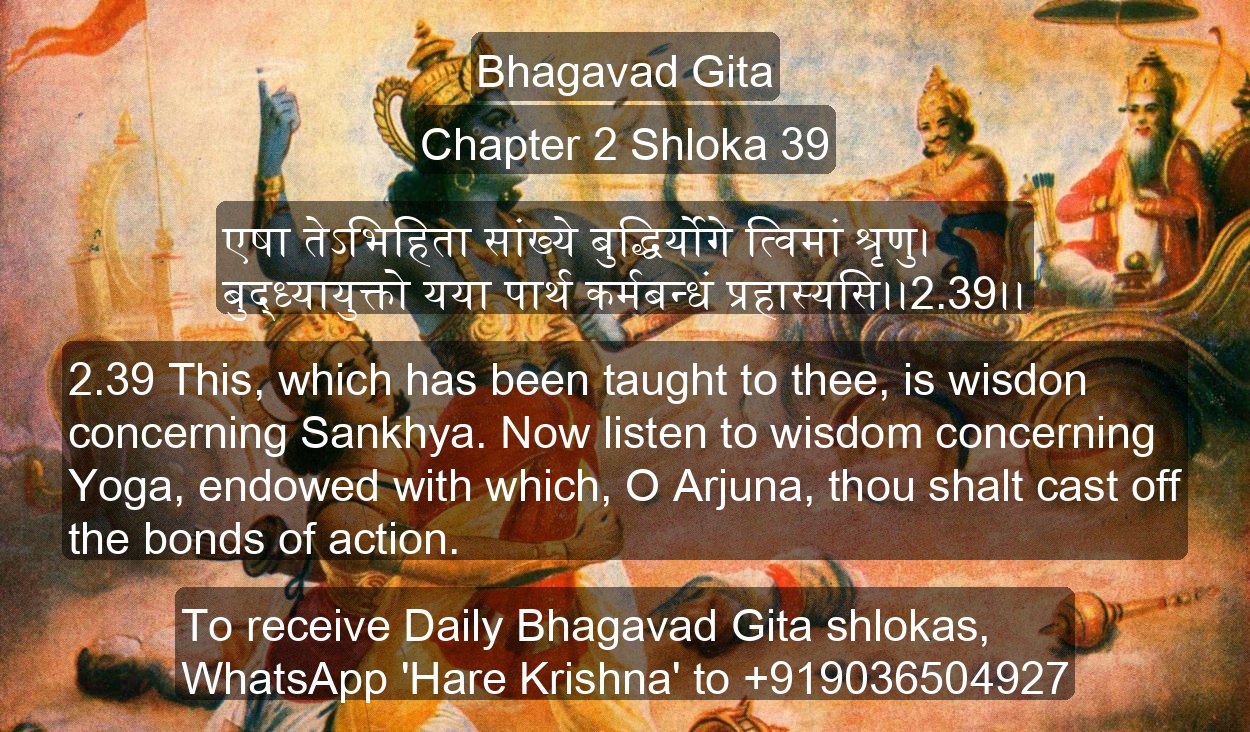 Bhagavad Gita
Chapter 2 Shloka 39
एषा तेऽभिहिता सांख्ये बुद्धिर्योगे त्विमां श्रृणु।
बुद्ध्यायुक्तो यया पार्थ कर्मबन्धं प्रहास्यसि।।2.39।।
2.39 This, which has been taught to thee, is wisdon
concerning Sankhya. Now listen to wisdom concerning
Yoga, endowed with which, O Arjuna, thou shalt cast off
the bonds of action.
To receive Daily Bhagavad Gita shlokas,
WhatsApp 'Hare Krishna' to +919036504927